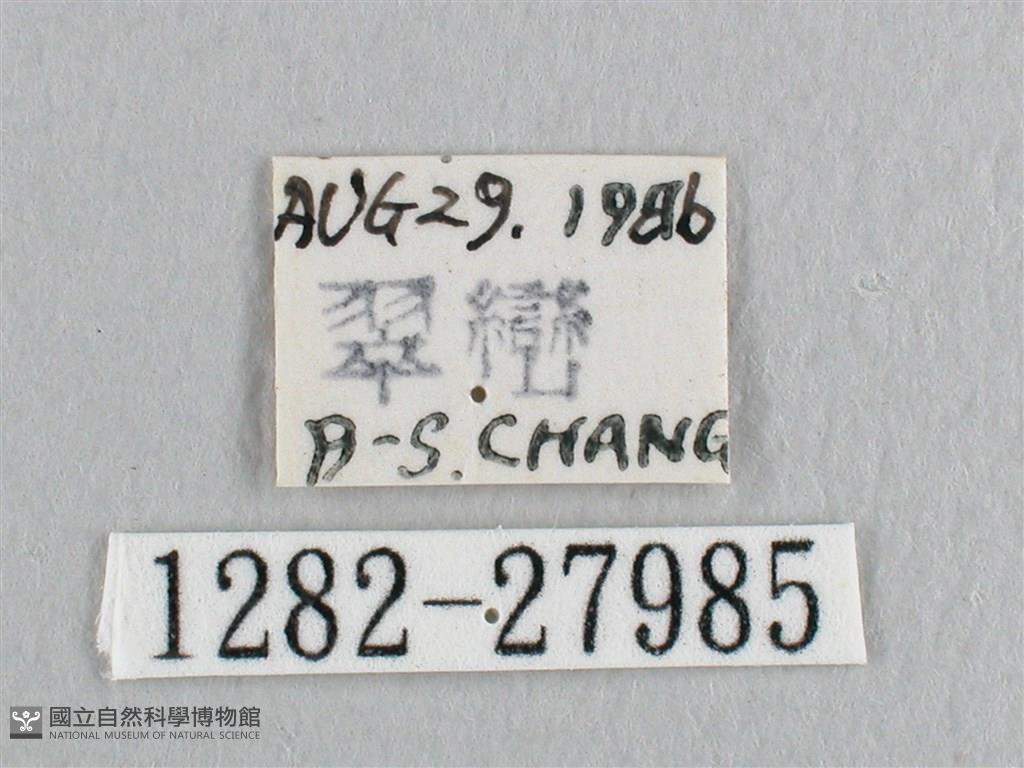 AUG 29. 1986
翠巒
B-S. CHANG
1282-27985
國立自然科學博物館
NATIONAL MUSEUM OF NATURAL SCIENCE